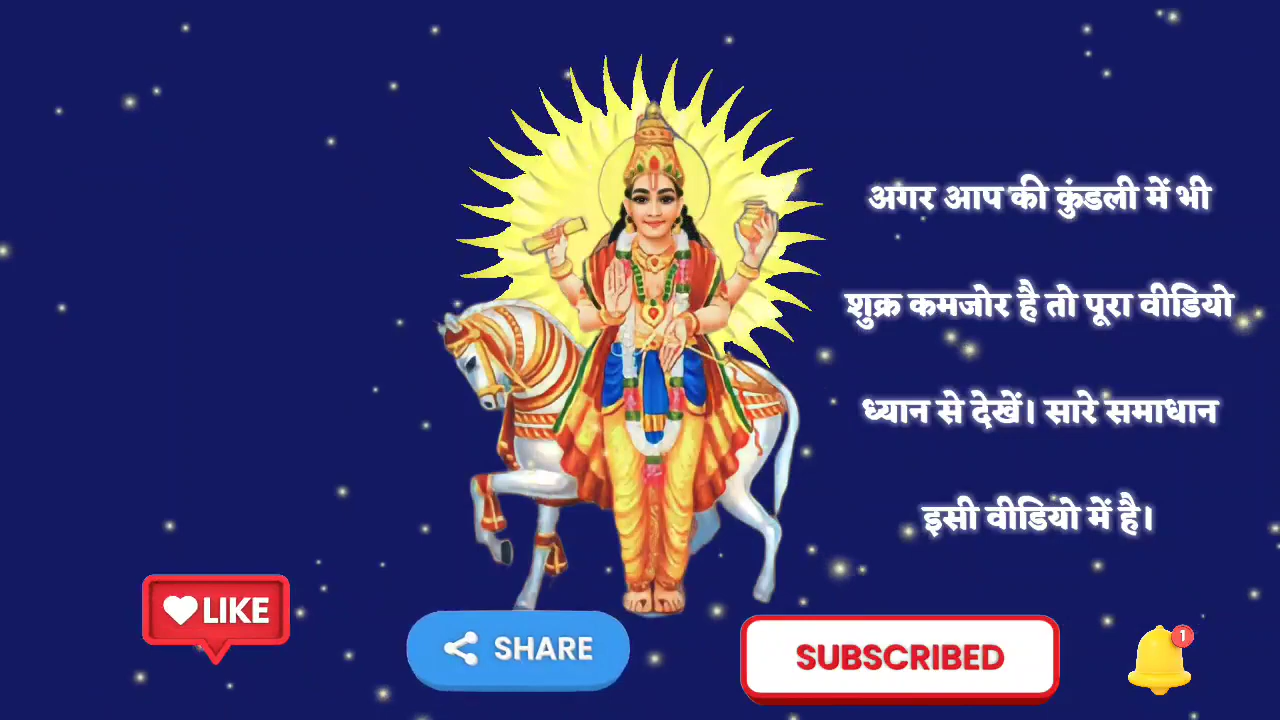 अगर आप की कुंडली में भी
शुक्र कमजोर है तो पूरा वीडियो
ध्यान से देखें। सारे समाधान
इसी वीडियो में है।
LIKE
SHARE
SUBSCRIBED
1